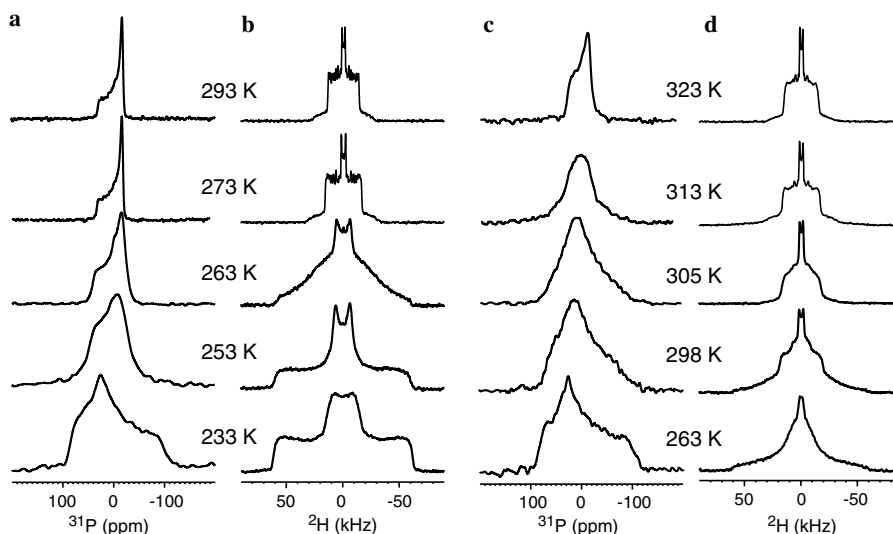 a b c d
293 K 323 K
273 K 313 K
263 K 305 K
253 K 298 K
233 K 263 K
100 0 -100 50 0 -50 100 0 -100 50 0 -50
³¹P (ppm) ²H (kHz) ³¹P (ppm) ²H (kHz)